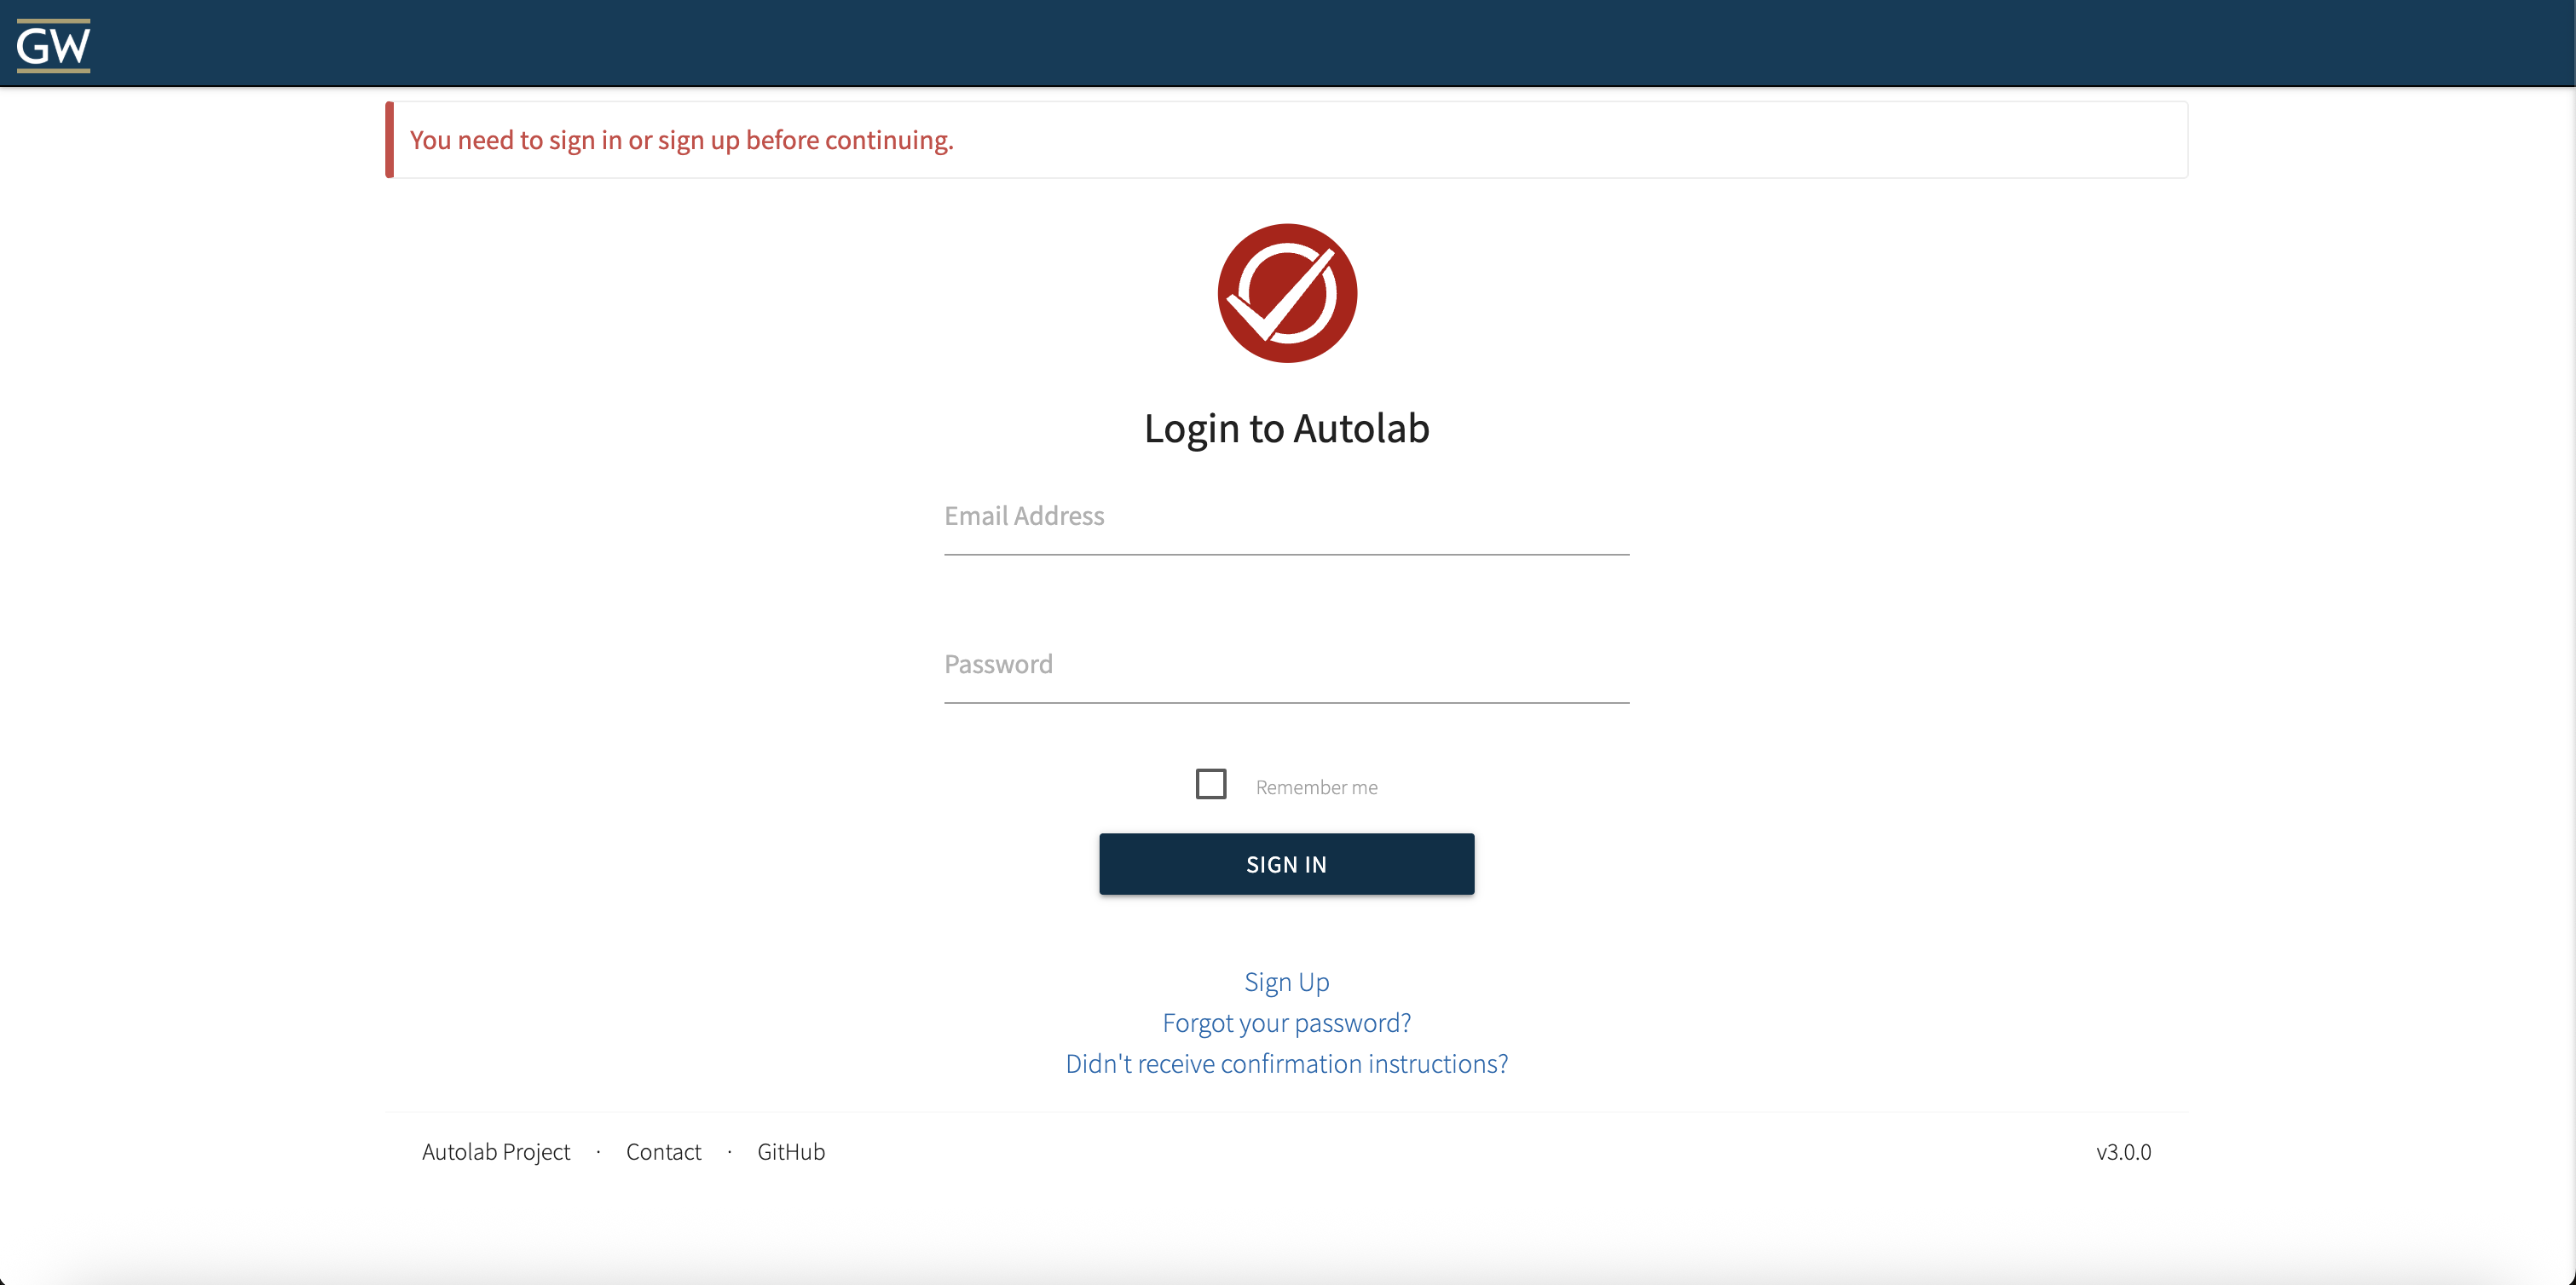 GW
You need to sign in or sign up before continuing.
Login to Autolab
Email Address
Password
Remember me
SIGN IN
Sign Up
Forgot your password?
Didn't receive confirmation instructions?
Autolab Project · Contact · GitHub v3.0.0